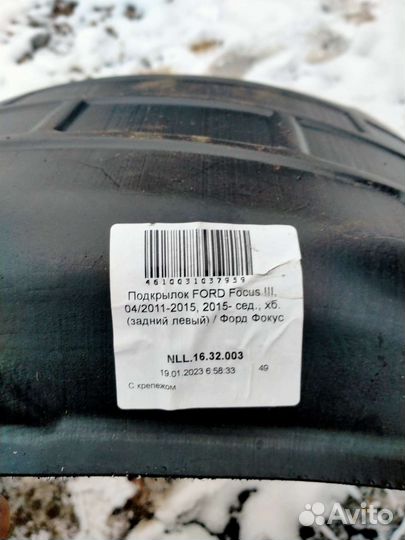 4610031037959
Подкрылок FORD Focus III,
04/2011-2015, 2015- сед., хб.
(задний левый) / Форд Фокус
NLL.16.32.003
19.01.2023 6:58:33 49
С крепежом
Avito